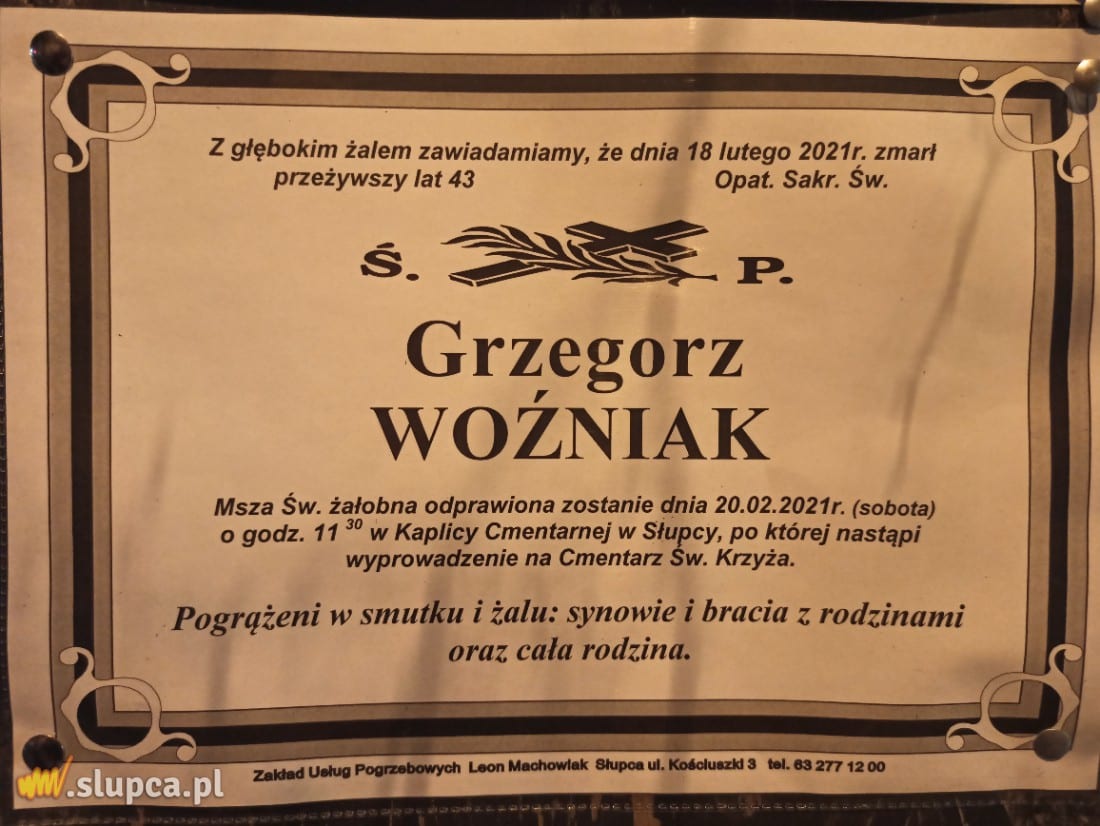 Z głębokim żalem zawiadamiamy, że dnia 18 lutego 2021r. zmarł
przeżywszy lat 43 Opat. Sakr. Św.
Ś. P.
Grzegorz
WOŹNIAK
Msza Św. żałobna odprawiona zostanie dnia 20.02.2021r. (sobota)
o godz. 11 30 w Kaplicy Cmentarnej w Słupcy, po której nastąpi
wyprowadzenie na Cmentarz Św. Krzyża.
Pogrążeni w smutku i żalu: synowie i bracia z rodzinami
oraz cała rodzina.
Zakład Usług Pogrzebowych Leon Machowiak Słupca ul. Kościuszki 3 tel. 63 277 12 00
www.slupca.pl